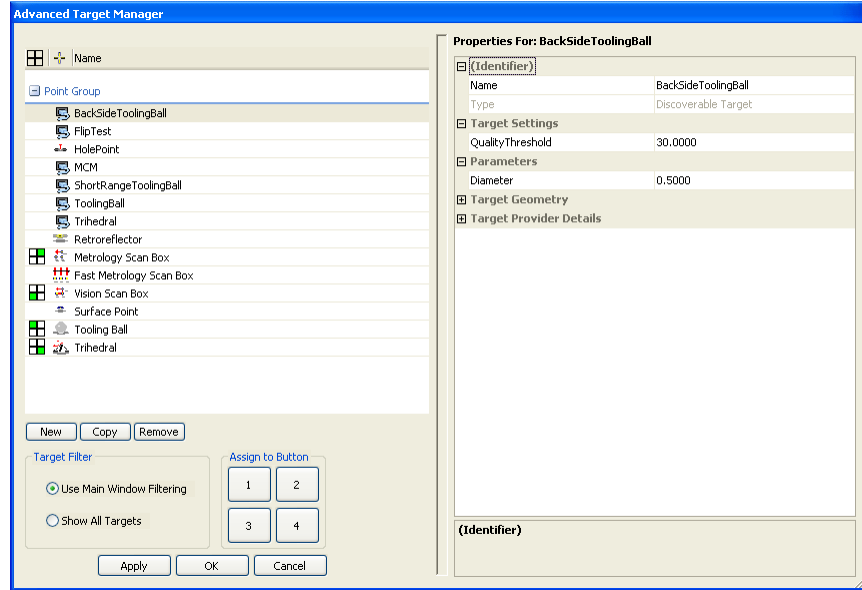 Advanced Target Manager
Name
Point Group
BackSideToolingBall
FlipTest
HolePoint
MCM
ShortRangeToolingBall
ToolingBall
Trihedral
Retroreflector
Metrology Scan Box
Fast Metrology Scan Box
Vision Scan Box
Surface Point
Tooling Ball
Trihedral
New Copy Remove
Target Filter
Use Main Window Filtering
Show All Targets
Assign to Button
1 2
3 4
Apply OK Cancel
Properties For: BackSideToolingBall
(Identifier)
Name BackSideToolingBall
Type Discoverable Target
Target Settings
QualityThreshold 30.0000
Parameters
Diameter 0.5000
Target Geometry
Target Provider Details
(Identifier)